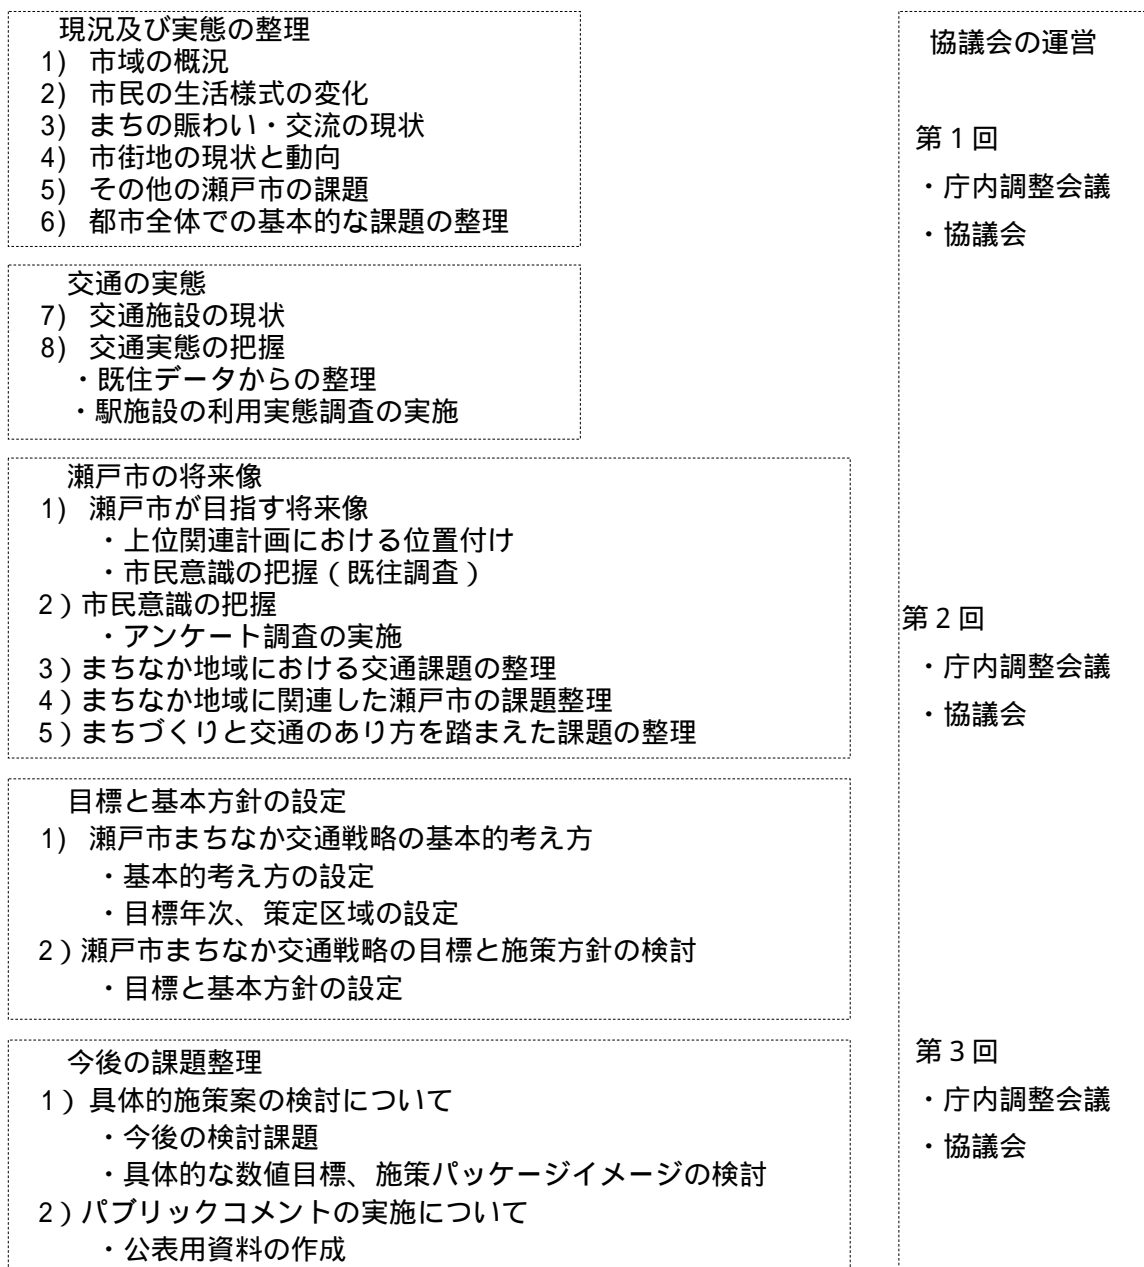 現況及び実態の整理
1) 市域の概況
2) 市民の生活様式の変化
3) まちの賑わい・交流の現状
4) 市街地の現状と動向
5) その他の瀬戸市の課題
6) 都市全体での基本的な課題の整理
交通の実態
7) 交通施設の現状
8) 交通実態の把握
・既住データからの整理
・駅施設の利用実態調査の実施
瀬戸市の将来像
1) 瀬戸市が目指す将来像
・上位関連計画における位置付け
・市民意識の把握(既往調査)
2)市民意識の把握
・アンケート調査の実施
3)まちなか地域における交通課題の整理
4)まちなか地域に関連した瀬戸市の課題整理
5)まちづくりと交通のあり方を踏まえた課題の整理
目標と基本方針の設定
1) 瀬戸市まちなか交通戦略の基本的考え方
・基本的考え方の設定
・目標年次、策定区域の設定
2)瀬戸市まちなか交通戦略の目標と施策方針の検討
・目標と基本方針の設定
今後の課題整理
1)具体的施策案の検討について
・今後の検討課題
・具体的な数値目標、施策パッケージイメージの検討
2)パブリックコメントの実施について
・公表用資料の作成
協議会の運営
第1回
・庁内調整会議
・協議会
第2回
・庁内調整会議
・協議会
第3回
・庁内調整会議
・協議会